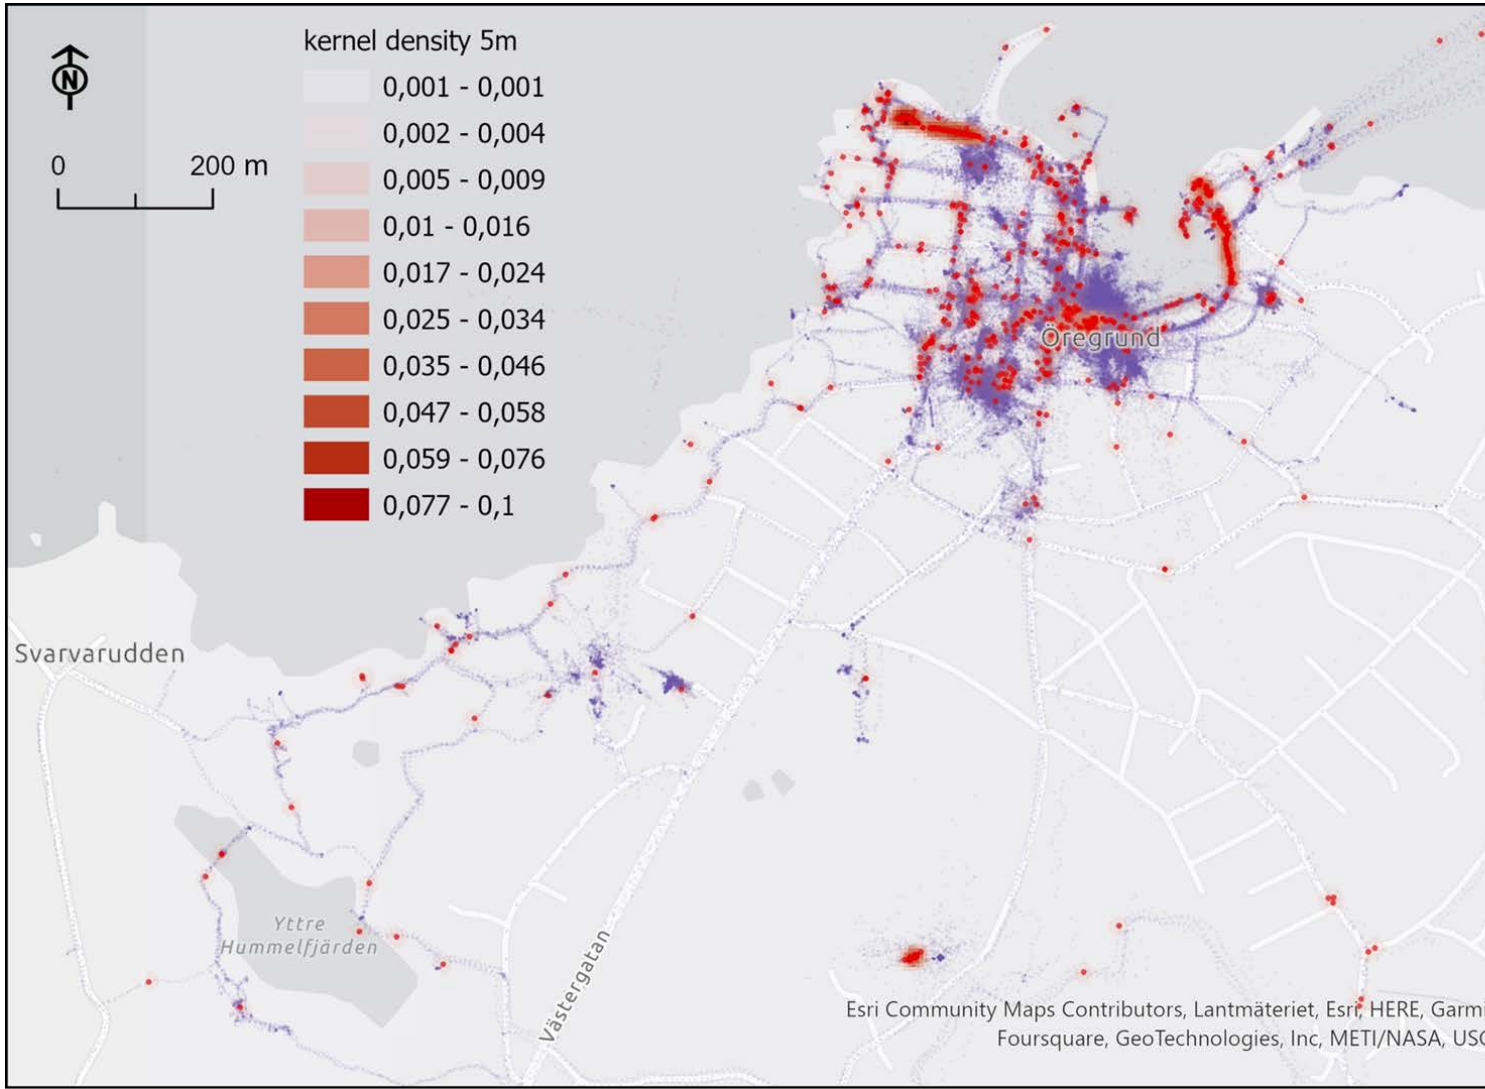 kernel density 5m
N
0,001 - 0,001
0,002 - 0,004
0 200 m
0,005 - 0,009
0,01 - 0,016
0,017 - 0,024
0,025 - 0,034
0,035 - 0,046
0,047 - 0,058
0,059 - 0,076
0,077 - 0,1
Öregrund
Svarvarudden
Yttre
Hummelfjärden
Västergatan
Esri Community Maps Contributors, Lantmäteriet, Esri, HERE, Garmi
Foursquare, GeoTechnologies, Inc, METI/NASA, USG